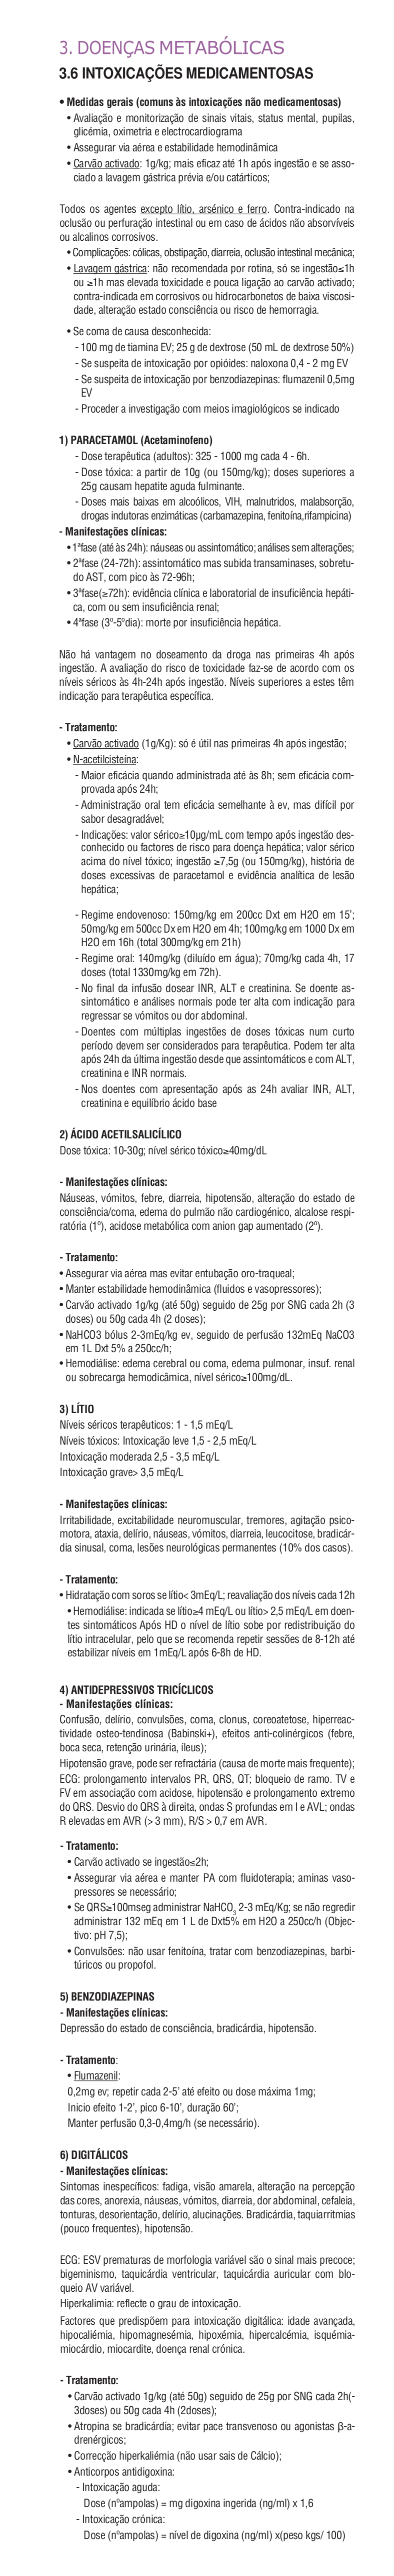 3. DOENÇAS METABÓLICAS
3.6 INTOXICAÇÕES MEDICAMENTOSAS
• Medidas gerais (comuns às intoxicações não medicamentosas)
• Avaliação e monitorização de sinais vitais, status mental, pupilas,
glicémia, oximetria e electrocardiograma
• Assegurar via aérea e estabilidade hemodinâmica
• Carvão activado: 1g/kg; mais eficaz até 1h após ingestão e se asso-
ciado a lavagem gástrica prévia e/ou catárticos;
Todos os agentes excepto lítio, arsénico e ferro. Contra-indicado na
oclusão ou perfuração intestinal ou em caso de ácidos não absorvíveis
ou alcalinos corrosivos.
• Complicações: cólicas, obstipação, diarreia, oclusão intestinal mecânica;
• Lavagem gástrica: não recomendada por rotina, só se ingestão≤1h
ou ≥1h mas elevada toxicidade e pouca ligação ao carvão activado;
contra-indicada em corrosivos ou hidrocarbonetos de baixa viscosi-
dade, alteração estado consciência ou risco de hemorragia.
• Se coma de causa desconhecida:
- 100 mg de tiamina EV; 25 g de dextrose (50 mL de dextrose 50%)
- Se suspeita de intoxicação por opióides: naloxona 0,4 - 2 mg EV
- Se suspeita de intoxicação por benzodiazepinas: flumazenil 0,5mg
EV
- Proceder a investigação com meios imagiológicos se indicado
1) PARACETAMOL (Acetaminofeno)
- Dose terapêutica (adultos): 325 - 1000 mg cada 4 - 6h.
- Dose tóxica: a partir de 10g (ou 150mg/kg); doses superiores a
25g causam hepatite aguda fulminante.
- Doses mais baixas em alcoólicos, VIH, malnutridos, malabsorção,
drogas indutoras enzimáticas (carbamazepina, fenitoína,rifampicina)
- Manifestações clínicas:
• 1ªfase (até às 24h): náuseas ou assintomático; análises sem alterações;
• 2ªfase (24-72h): assintomático mas subida transaminases, sobretu-
do AST, com pico às 72-96h;
• 3ªfase(≥72h): evidência clínica e laboratorial de insuficiência hepáti-
ca, com ou sem insuficiência renal;
• 4ªfase (3º-5ºdia): morte por insuficiência hepática.
Não há vantagem no doseamento da droga nas primeiras 4h após
ingestão. A avaliação do risco de toxicidade faz-se de acordo com os
níveis séricos às 4h-24h após ingestão. Níveis superiores a estes têm
indicação para terapêutica específica.
- Tratamento:
• Carvão activado (1g/Kg): só é útil nas primeiras 4h após ingestão;
• N-acetilcisteína:
- Maior eficácia quando administrada até às 8h; sem eficácia com-
provada após 24h;
- Administração oral tem eficácia semelhante à ev, mas difícil por
sabor desagradável;
- Indicações: valor sérico≥10μg/mL com tempo após ingestão des-
conhecido ou factores de risco para doença hepática; valor sérico
acima do nível tóxico; ingestão ≥7,5g (ou 150mg/kg), história de
doses excessivas de paracetamol e evidência analítica de lesão
hepática;
- Regime endovenoso: 150mg/kg em 200cc Dxt em H2O em 15';
50mg/kg em 500cc Dx em H2O em 4h; 100mg/kg em 1000 Dx em
H2O em 16h (total 300mg/kg em 21h)
- Regime oral: 140mg/kg (diluído em água); 70mg/kg cada 4h, 17
doses (total 1330mg/kg em 72h).
- No final da infusão dosear INR, ALT e creatinina. Se doente as-
sintomático e análises normais pode ter alta com indicação para
regressar se vómitos ou dor abdominal.
- Doentes com múltiplas ingestões de doses tóxicas num curto
período devem ser considerados para terapêutica. Podem ter alta
após 24h da última ingestão desde que assintomáticos e com ALT,
creatinina e INR normais.
- Nos doentes com apresentação após as 24h avaliar INR, ALT,
creatinina e equilíbrio ácido base
2) ÁCIDO ACETILSALICÍLICO
Dose tóxica: 10-30g; nível sérico tóxico≥40mg/dL
- Manifestações clínicas:
Náuseas, vómitos, febre, diarreia, hipotensão, alteração do estado de
consciência/coma, edema do pulmão não cardiogénico, alcalose respi-
ratória (1º), acidose metabólica com anion gap aumentado (2º).
- Tratamento:
• Assegurar via aérea mas evitar entubação oro-traqueal;
• Manter estabilidade hemodinâmica (fluidos e vasopressores);
• Carvão activado 1g/kg (até 50g) seguido de 25g por SNG cada 2h (3
doses) ou 50g cada 4h (2 doses);
• NaHCO3 bólus 2-3mEq/kg ev, seguido de perfusão 132mEq NaCO3
em 1L Dxt 5% a 250cc/h;
• Hemodiálise: edema cerebral ou coma, edema pulmonar, insuf. renal
ou sobrecarga hemodicâmica, nível sérico≥100mg/dL.
3) LÍTIO
Níveis séricos terapêuticos: 1 - 1,5 mEq/L
Níveis tóxicos: Intoxicação leve 1,5 - 2,5 mEq/L
Intoxicação moderada 2,5 - 3,5 mEq/L
Intoxicação grave> 3,5 mEq/L
- Manifestações clínicas:
Irritabilidade, excitabilidade neuromuscular, tremores, agitação psico-
motora, ataxia, delírio, náuseas, vómitos, diarreia, leucocitose, bradicár-
dia sinusal, coma, lesões neurológicas permanentes (10% dos casos).
- Tratamento:
• Hidratação com soros se lítio< 3mEq/L; reavaliação dos níveis cada 12h
• Hemodiálise: indicada se lítio≥4 mEq/L ou lítio> 2,5 mEq/L em doen-
tes sintomáticos Após HD o nível de lítio sobe por redistribuição do
lítio intracelular, pelo que se recomenda repetir sessões de 8-12h até
estabilizar níveis em 1mEq/L após 6-8h de HD.
4) ANTIDEPRESSIVOS TRICÍCLICOS
- Manifestações clínicas:
Confusão, delírio, convulsões, coma, clonus, coreoatetose, hiperreac-
tividade osteo-tendinosa (Babinski+), efeitos anti-colinérgicos (febre,
boca seca, retenção urinária, íleus);
Hipotensão grave, pode ser refractária (causa de morte mais frequente);
ECG: prolongamento intervalos PR, QRS, QT; bloqueio de ramo. TV e
FV em associação com acidose, hipotensão e prolongamento extremo
do QRS. Desvio do QRS à direita, ondas S profundas em I e AVL; ondas
R elevadas em AVR (> 3 mm), R/S > 0,7 em AVR.
- Tratamento:
• Carvão activado se ingestão≤2h;
• Assegurar via aérea e manter PA com fluidoterapia; aminas vaso-
pressores se necessário;
• Se QRS≥100mseg administrar NaHCO3 2-3 mEq/Kg; se não regredir
administrar 132 mEq em 1 L de Dxt5% em H2O a 250cc/h (Objec-
tivo: pH 7,5);
• Convulsões: não usar fenitoína, tratar com benzodiazepinas, barbi-
túricos ou propofol.
5) BENZODIAZEPINAS
- Manifestações clínicas:
Depressão do estado de consciência, bradicárdia, hipotensão.
- Tratamento:
• Flumazenil:
0,2mg ev; repetir cada 2-5' até efeito ou dose máxima 1mg;
Inicio efeito 1-2', pico 6-10', duração 60';
Manter perfusão 0,3-0,4mg/h (se necessário).
6) DIGITÁLICOS
- Manifestações clínicas:
Sintomas inespecíficos: fadiga, visão amarela, alteração na percepção
das cores, anorexia, náuseas, vómitos, diarreia, dor abdominal, cefaleia,
tonturas, desorientação, delírio, alucinações. Bradicárdia, taquiarritmias
(pouco frequentes), hipotensão.
ECG: ESV prematuras de morfologia variável são o sinal mais precoce;
bigeminismo, taquicárdia ventricular, taquicárdia auricular com blo-
queio AV variável.
Hiperkalimia: reflecte o grau de intoxicação.
Factores que predispõem para intoxicação digitálica: idade avançada,
hipocaliémia, hipomagnesémia, hipoxémia, hipercalcémia, isquémia-
miocárdio, miocardite, doença renal crónica.
- Tratamento:
• Carvão activado 1g/kg (até 50g) seguido de 25g por SNG cada 2h(-
3doses) ou 50g cada 4h (2doses);
• Atropina se bradicárdia; evitar pace transvenoso ou agonistas β-a-
drenérgicos;
• Correcção hiperkaliémia (não usar sais de Cálcio);
• Anticorpos antidigoxina:
- Intoxicação aguda:
Dose (nºampolas) = mg digoxina ingerida (ng/ml) x 1,6
- Intoxicação crónica:
Dose (nºampolas) = nível de digoxina (ng/ml) x(peso kgs/ 100)